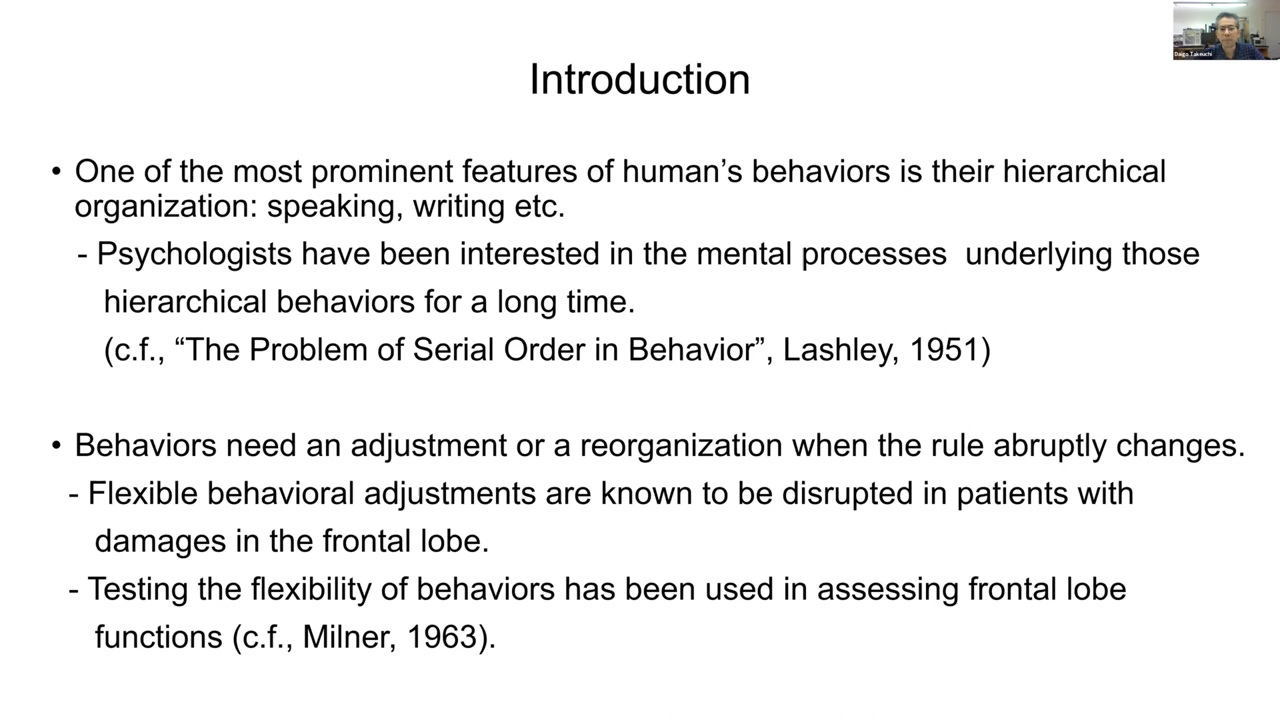 Daigo Takeuchi
Introduction
• One of the most prominent features of human’s behaviors is their hierarchical
organization: speaking, writing etc.
- Psychologists have been interested in the mental processes  underlying those
hierarchical behaviors for a long time.
(c.f., “The Problem of Serial Order in Behavior”, Lashley, 1951)
• Behaviors need an adjustment or a reorganization when the rule abruptly changes.
- Flexible behavioral adjustments are known to be disrupted in patients with
damages in the frontal lobe.
- Testing the flexibility of behaviors has been used in assessing frontal lobe
functions (c.f., Milner, 1963).